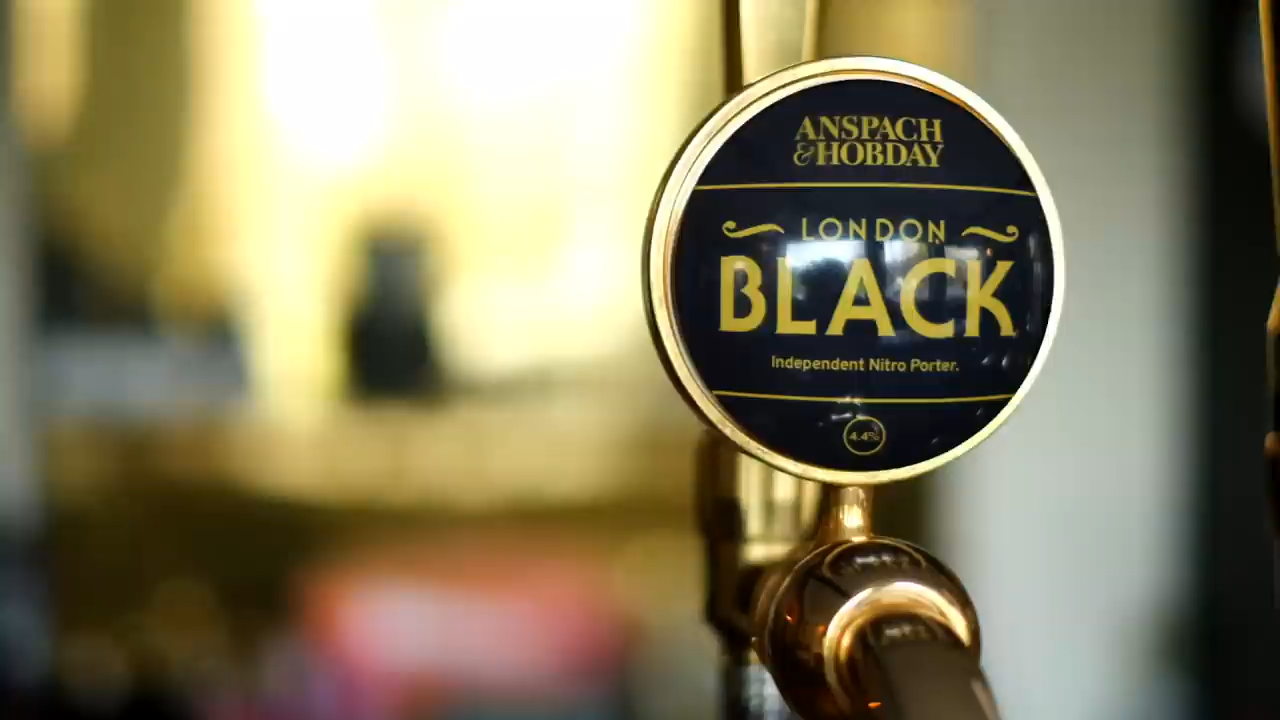 ANSPACH
&HOBDAY
LONDON
BLACK
Independent Nitro Porter.
4.4%